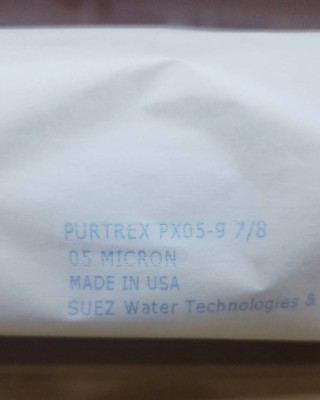 PURTREX PX05-9 7/8
05 MICRON
MADE IN USA
SUEZ Water Technologies &